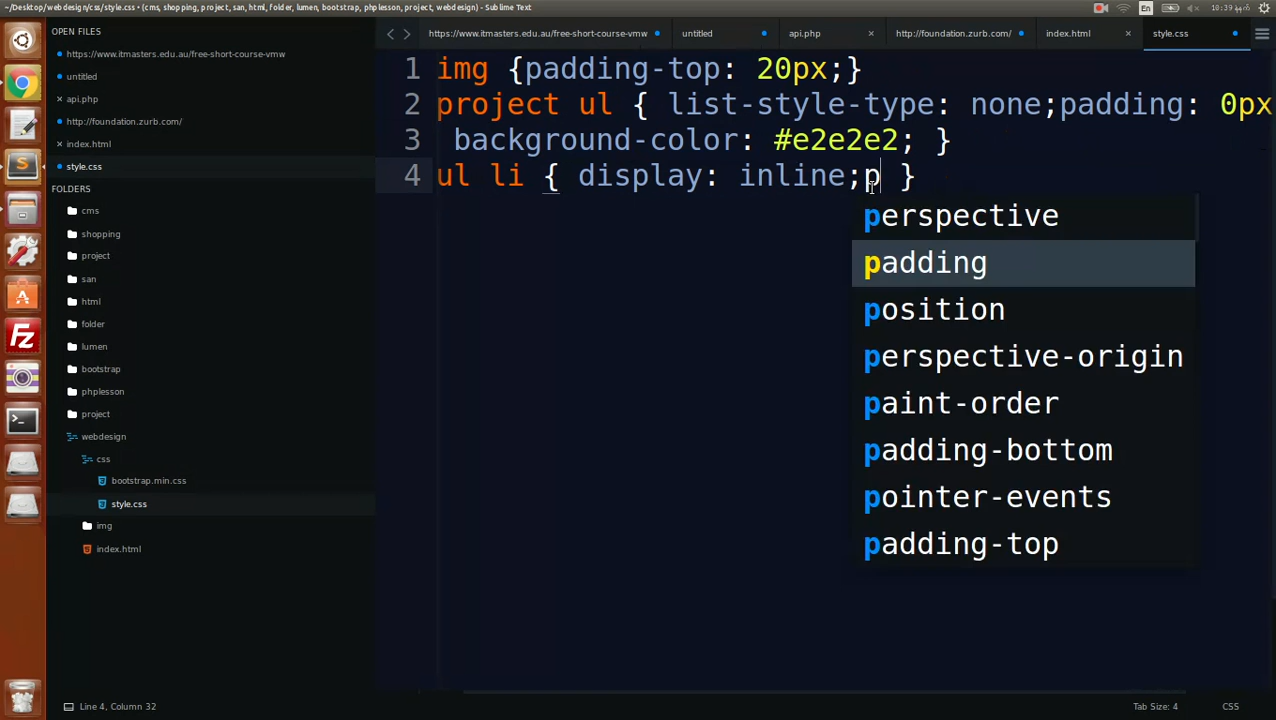 ~/Desktop/webdesign/css/style.css • (cms, shopping, project, san, html, folder, lumen, bootstrap, phplesson, project, webdesign) - Sublime Text
En
OPEN FILES
https://www.itmasters.edu.au/free-short-course-vmw
untitled
api.php
http://foundation.zurb.com/
index.html
style.css
FOLDERS
cms
shopping
project
san
html
folder
lumen
bootstrap
phplesson
project
webdesign
css
bootstrap.min.css
style.css
img
index.html
https://www.itmasters.edu.au/free-short-course-vmw
untitled
api.php
http://foundation.zurb.com/
index.html
style.css
1 img {padding-top: 20px;}
2 project ul { list-style-type: none;padding: 0px
3 background-color: #e2e2e2; }
4 ul li { display: inline;p }
perspective
padding
position
perspective-origin
paint-order
padding-bottom
pointer-events
padding-top
Line 4, Column 32
Tab Size: 4
CSS